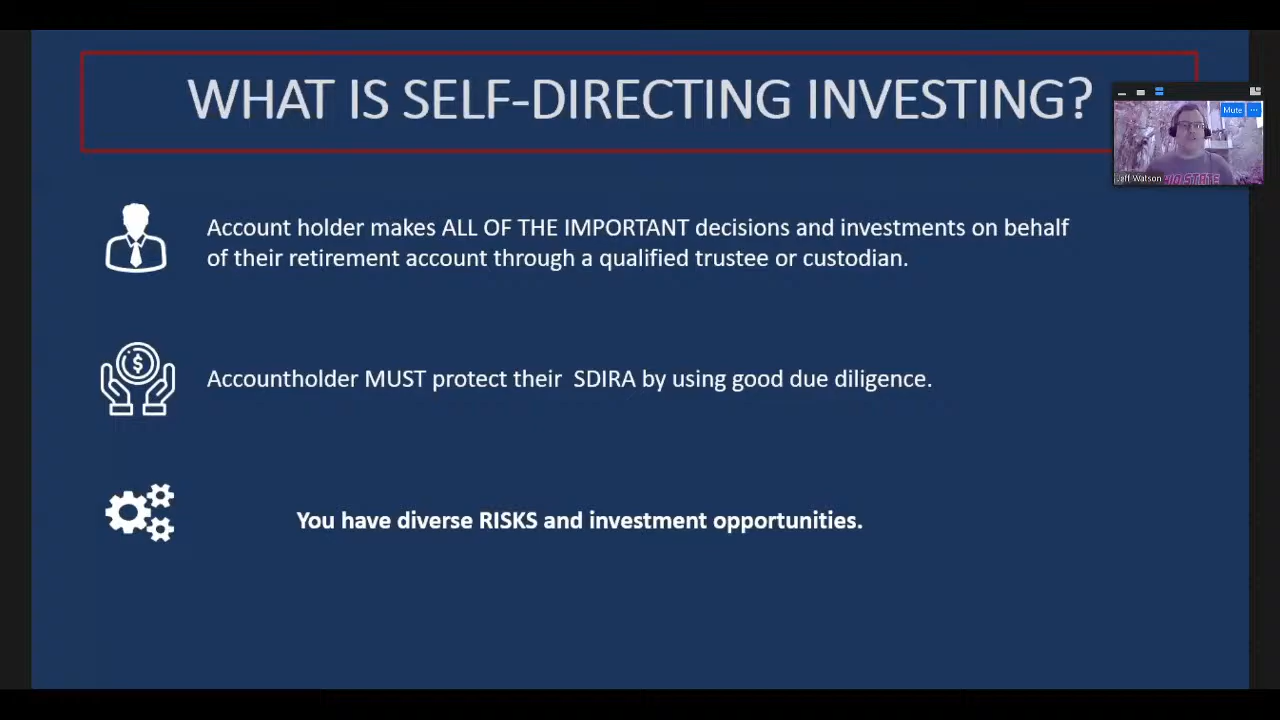 WHAT IS SELF-DIRECTING INVESTING?
Mute
Jeff Watson
Account holder makes ALL OF THE IMPORTANT decisions and investments on behalf
of their retirement account through a qualified trustee or custodian.
$
Accountholder MUST protect their SDIRA by using good due diligence.
You have diverse RISKS and investment opportunities.